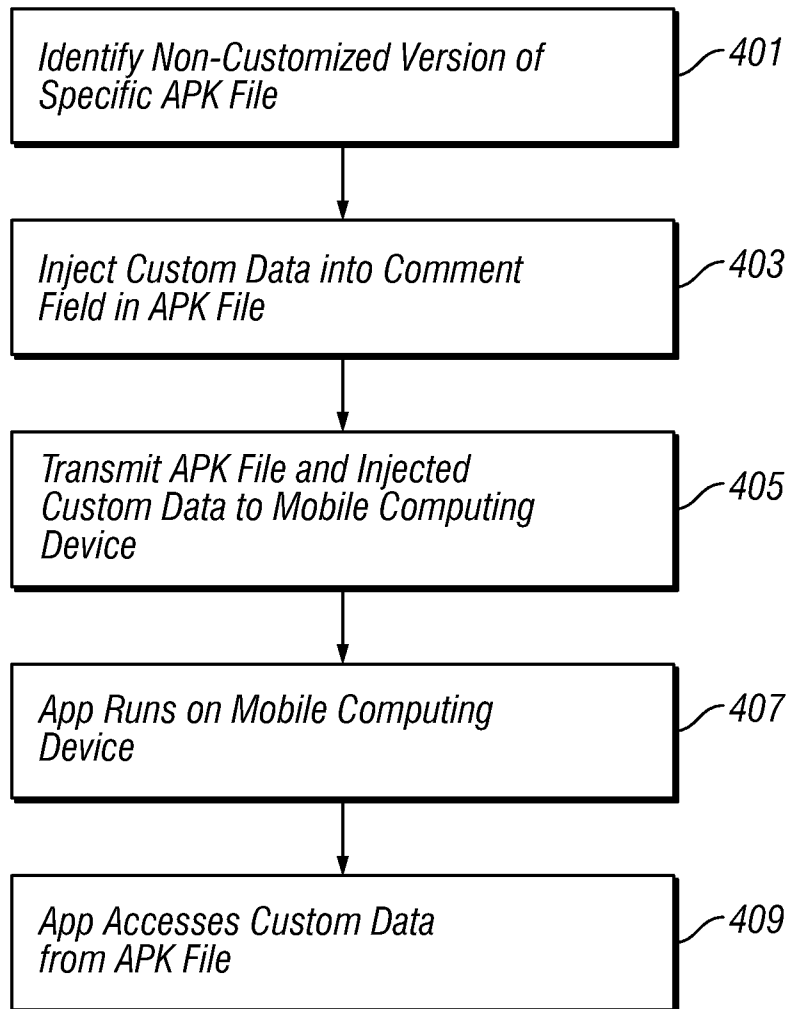 Identify Non-Customized Version of
Specific APK File
401
Inject Custom Data into Comment
Field in APK File
403
Transmit APK File and Injected
Custom Data to Mobile Computing
Device
405
App Runs on Mobile Computing
Device
407
App Accesses Custom Data
from APK File
409